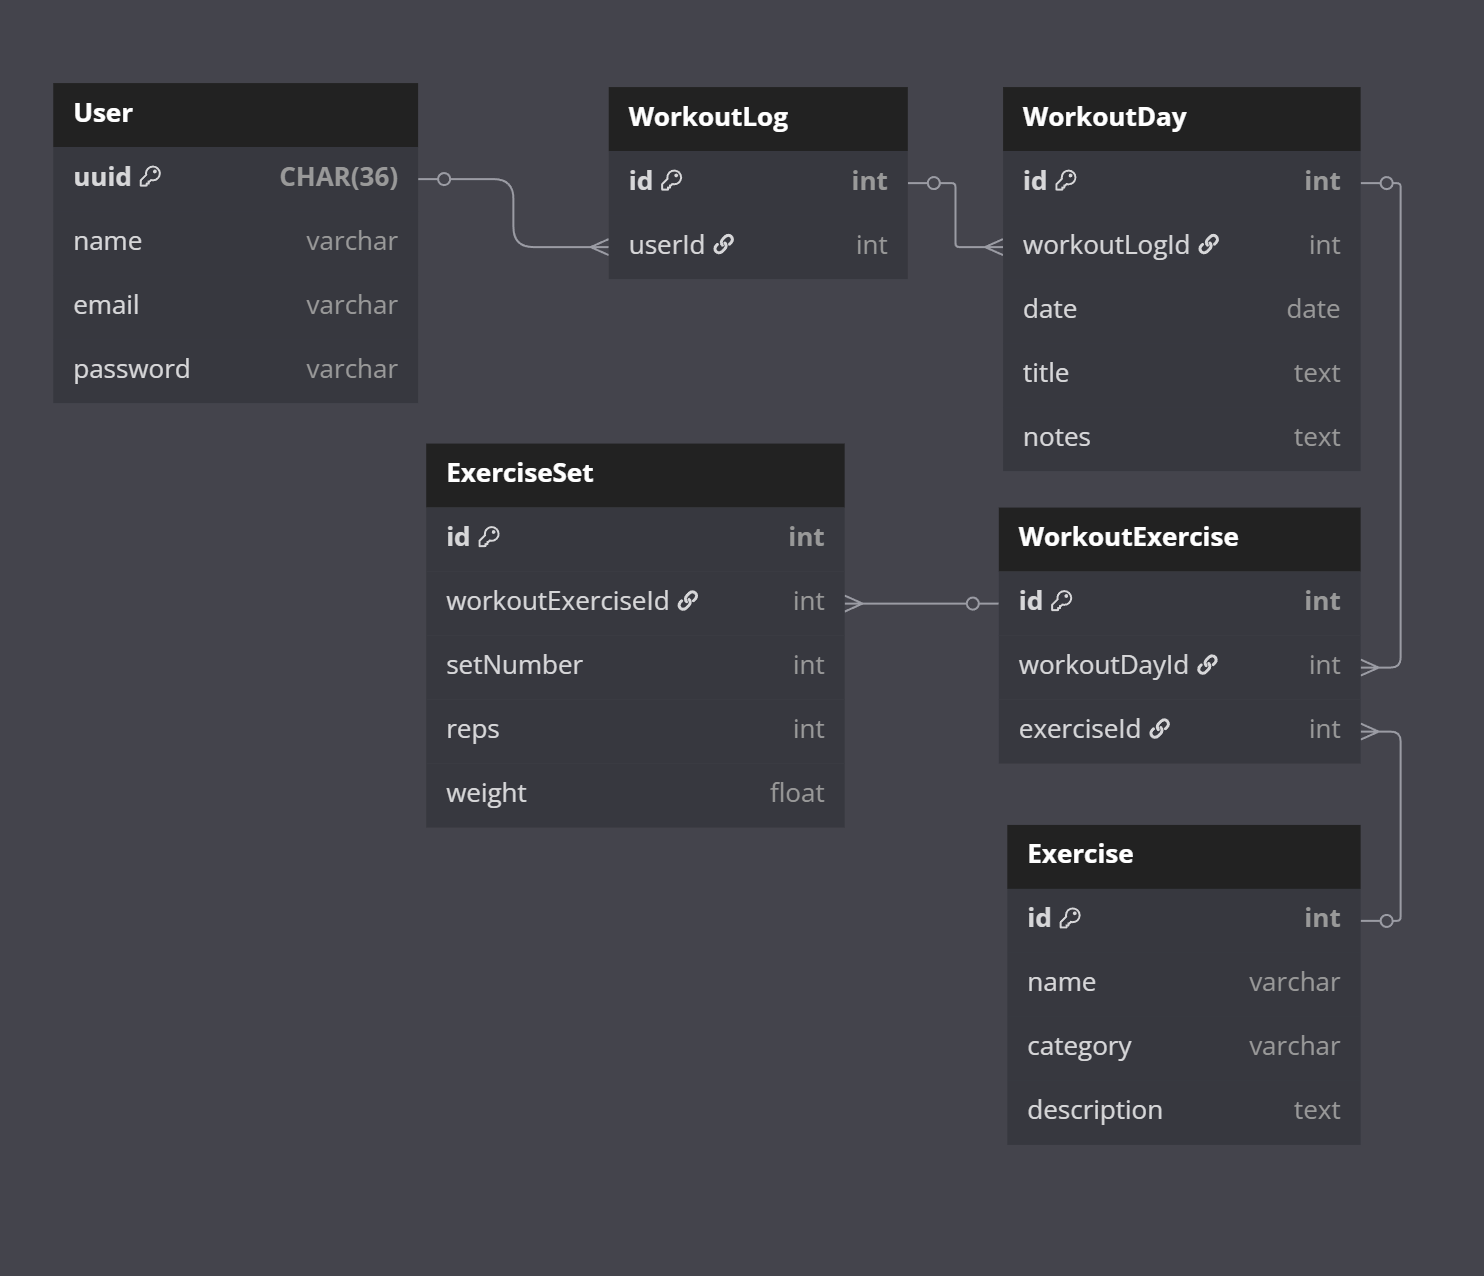 User
uuid CHAR(36)
name varchar
email varchar
password varchar
WorkoutLog
id int
userId int
WorkoutDay
id int
workoutLogId int
date date
title text
notes text
ExerciseSet
id int
workoutExerciseId int
setNumber int
reps int
weight float
WorkoutExercise
id int
workoutDayId int
exerciseId int
Exercise
id int
name varchar
category varchar
description text